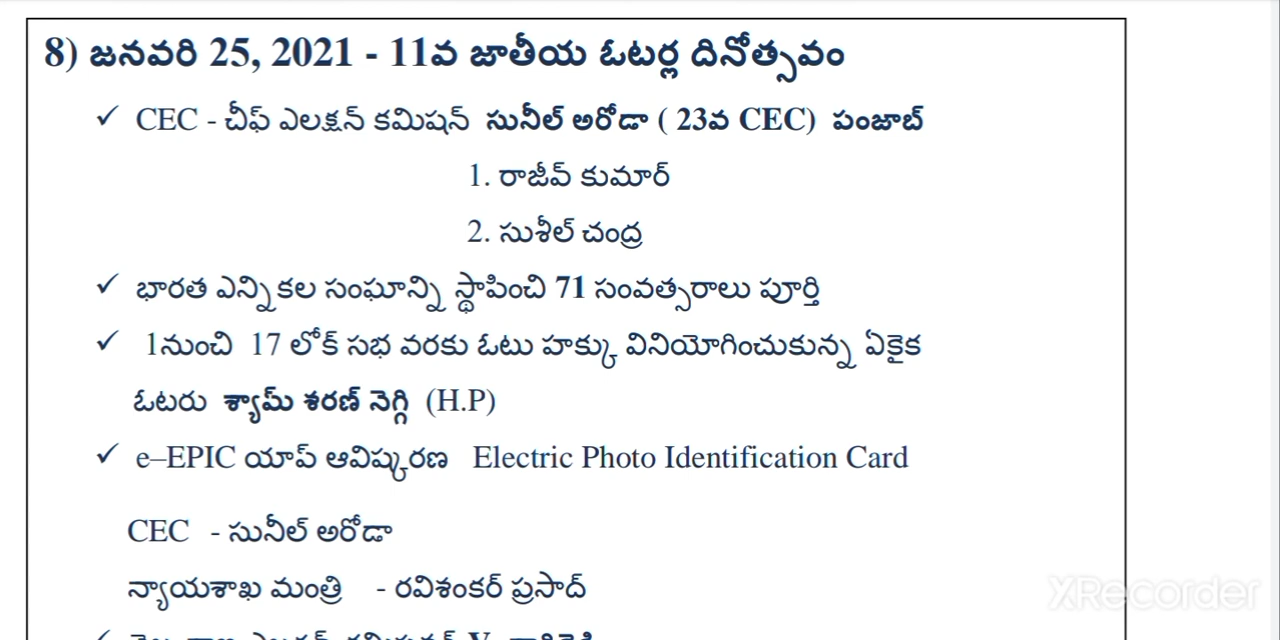 8) జనవరి 25, 2021 - 11వ జాతీయ ఓటర్ల దినోత్సవం
✓ CEC - చీఫ్ ఎలక్షన్ కమిషన్ సునీల్ అరోడా ( 23వ CEC) పంజాబ్
1. రాజీవ్ కుమార్
2. సుశీల్ చంద్ర
✓ భారత ఎన్నికల సంఘాన్ని స్థాపించి 71 సంవత్సరాలు పూర్తి
✓ 1నుంచి 17 లోక్ సభ వరకు ఓటు హక్కు వినియోగించుకున్న ఏకైక
ఓటరు శ్యామ్ శరణ్ నెగ్గి (H.P)
✓ e–EPIC యాప్ ఆవిష్కరణ Electric Photo Identification Card
CEC - సునీల్ అరోడా
న్యాయశాఖ మంత్రి - రవిశంకర్ ప్రసాద్
XRecorder